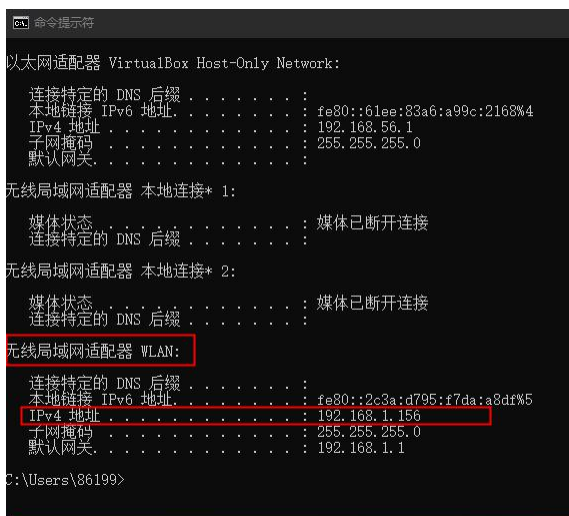 命令提示符
以太网适配器 VirtualBox Host-Only Network:
连接特定的 DNS 后缀 . . . . . . . :
本地链接 IPv6 地址. . . . . . . . : fe80::61ee:83a6:a99c:2168%4
IPv4 地址 . . . . . . . . . . . . : 192.168.56.1
子网掩码 . . . . . . . . . . . . : 255.255.255.0
默认网关. . . . . . . . . . . . . :
无线局域网适配器 本地连接* 1:
媒体状态 . . . . . . . . . . . . : 媒体已断开连接
连接特定的 DNS 后缀 . . . . . . . :
无线局域网适配器 本地连接* 2:
媒体状态 . . . . . . . . . . . . : 媒体已断开连接
连接特定的 DNS 后缀 . . . . . . . :
无线局域网适配器 WLAN:
连接特定的 DNS 后缀 . . . . . . . :
本地链接 IPv6 地址. . . . . . . . : fe80::2c3a:d795:f7da:a8df%5
IPv4 地址 . . . . . . . . . . . . : 192.168.1.156
子网掩码 . . . . . . . . . . . . : 255.255.255.0
默认网关. . . . . . . . . . . . . : 192.168.1.1
C:\Users\86199>